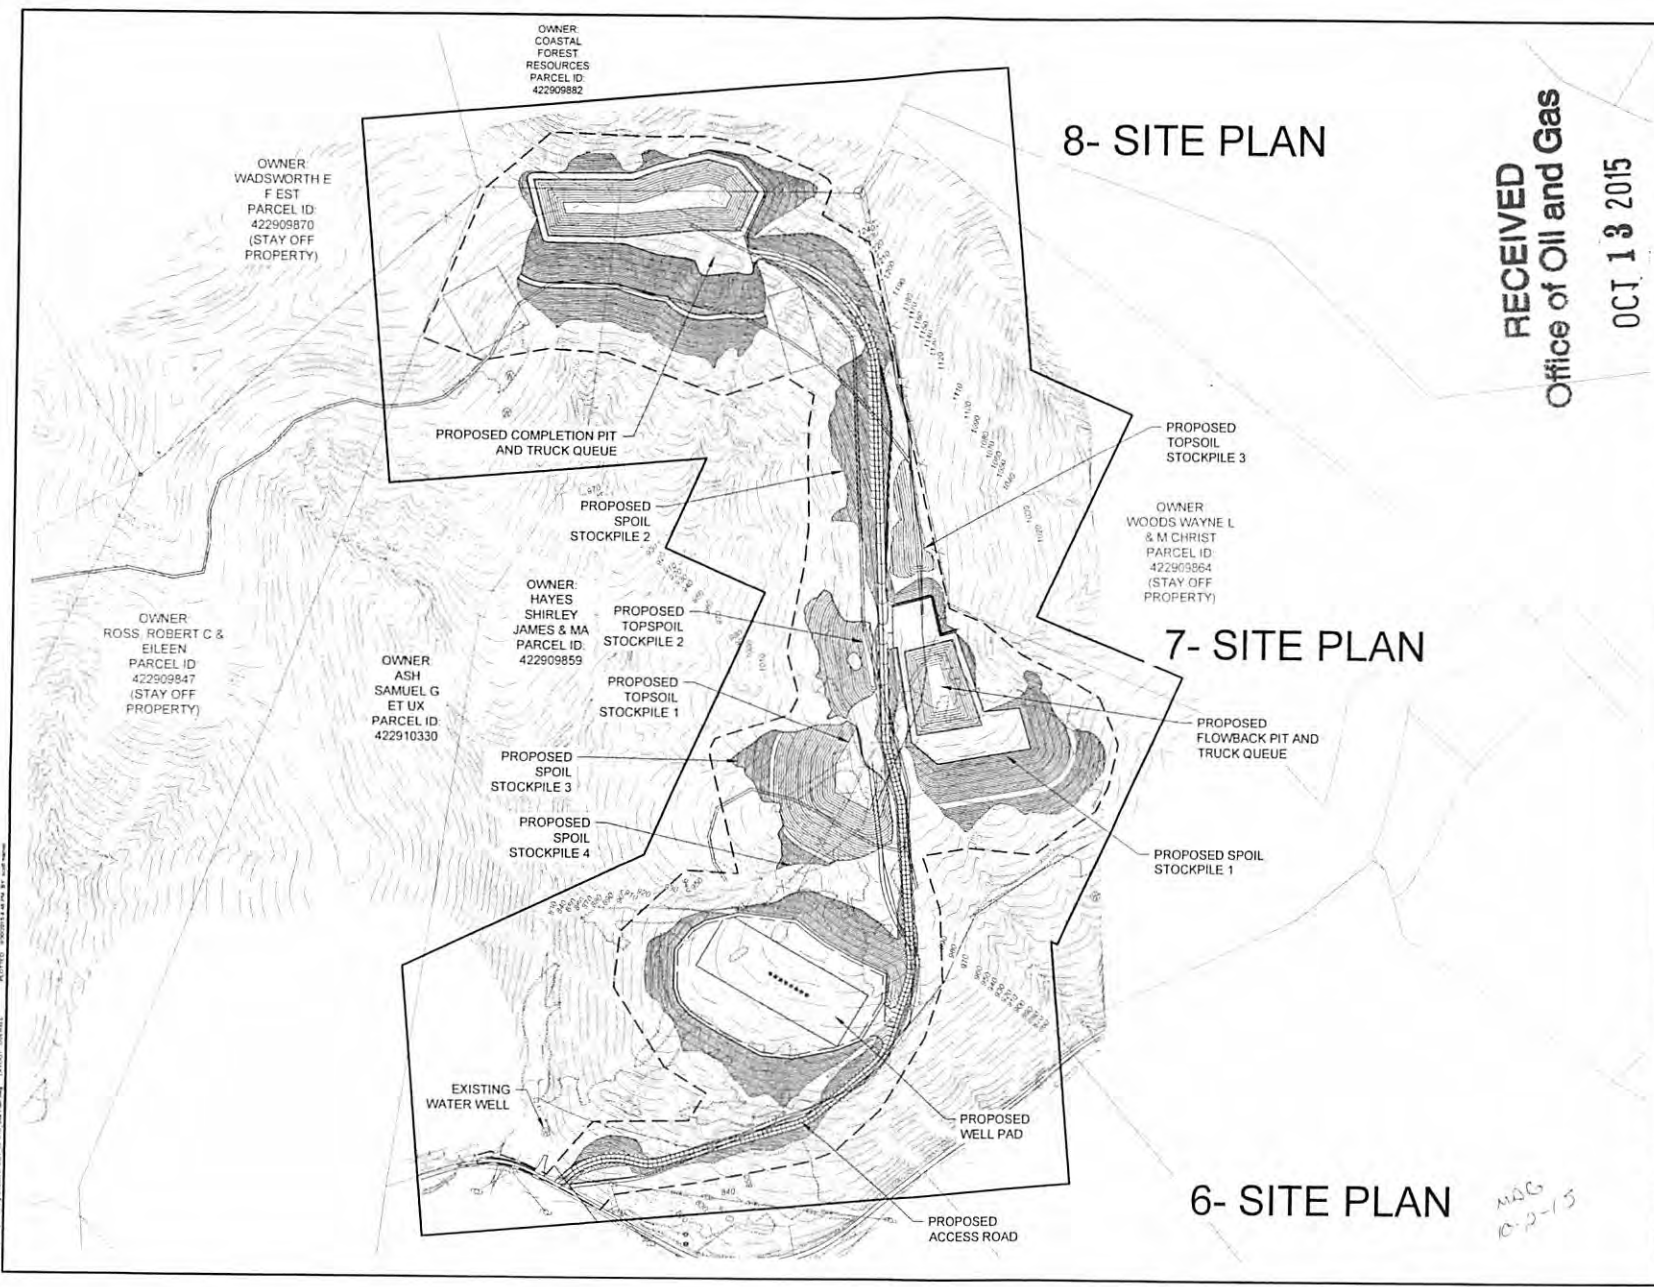 OWNER:
COASTAL
FOREST
RESOURCES
PARCEL ID:
422909882
8- SITE PLAN
RECEIVED
Office of Oil and Gas
OCT 13 2015
OWNER:
WADSWORTH E
F EST
PARCEL ID:
422909870
(STAY OFF
PROPERTY)
PROPOSED COMPLETION PIT
AND TRUCK QUEUE
PROPOSED
TOPSOIL
STOCKPILE 3
PROPOSED
SPOIL
STOCKPILE 2
OWNER
WOODS WAYNE L
& M CHRIST
PARCEL ID:
422909864
(STAY OFF
PROPERTY)
OWNER:
HAYES
SHIRLEY
JAMES & MA
PARCEL ID:
422909859
PROPOSED
TOPSPOIL
STOCKPILE 2
OWNER
ROSS, ROBERT C &
EILEEN
PARCEL ID
422909847
(STAY OFF
PROPERTY)
OWNER:
ASH
SAMUEL G
ET UX
PARCEL ID:
422910330
7- SITE PLAN
PROPOSED
TOPSOIL
STOCKPILE 1
PROPOSED
FLOWBACK PIT AND
TRUCK QUEUE
PROPOSED
SPOIL
STOCKPILE 3
PROPOSED
SPOIL
STOCKPILE 4
PROPOSED SPOIL
STOCKPILE 1
EXISTING
WATER WELL
PROPOSED
WELL PAD
6- SITE PLAN
PROPOSED
ACCESS ROAD
1110
1120
970
1010
840